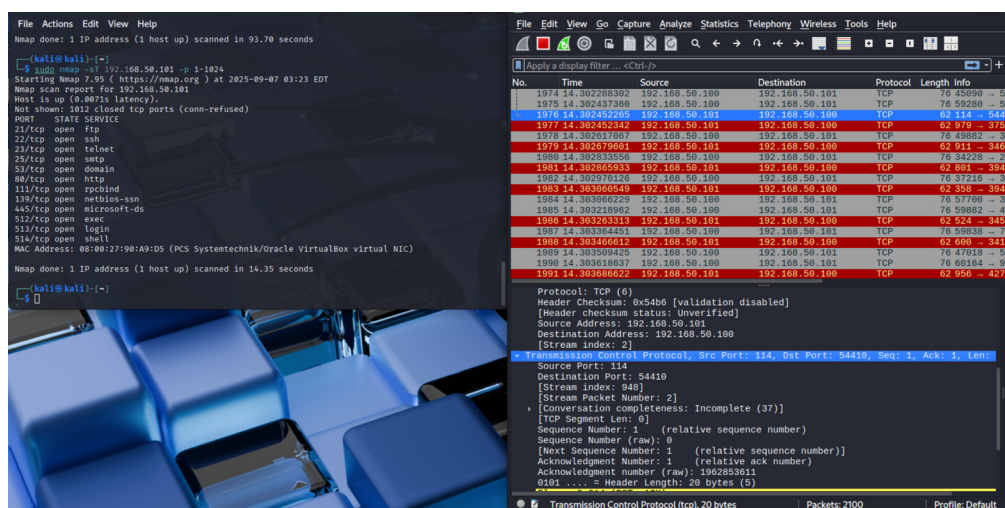 File Actions Edit View Help
Nmap done: 1 IP address (1 host up) scanned in 93.70 seconds
(kali㉿kali)-[~]
$ sudo nmap -sT 192.168.50.101 -p 1-1024
Starting Nmap 7.95 ( https://nmap.org ) at 2025-09-07 03:23 EDT
Nmap scan report for 192.168.50.101
Host is up (0.0071s latency).
Not shown: 1012 closed tcp ports (conn-refused)
PORT STATE SERVICE
21/tcp open ftp
22/tcp open ssh
23/tcp open telnet
25/tcp open smtp
53/tcp open domain
80/tcp open http
111/tcp open rpcbind
139/tcp open netbios-ssn
445/tcp open microsoft-ds
512/tcp open exec
513/tcp open login
514/tcp open shell
MAC Address: 08:00:27:90:A9:D5 (PCS Systemtechnik/Oracle VirtualBox virtual NIC)
Nmap done: 1 IP address (1 host up) scanned in 14.35 seconds
(kali㉿kali)-[~]
$
File Edit View Go Capture Analyze Statistics Telephony Wireless Tools Help
Apply a display filter ... <Ctrl-/>
No. Time Source Destination Protocol Length Info
1974 14.302288302 192.168.50.100 192.168.50.101 TCP 76 45090 → 5
1975 14.302437360 192.168.50.100 192.168.50.101 TCP 76 59280 → 5
1976 14.302452265 192.168.50.101 192.168.50.100 TCP 62 114 → 544
1977 14.302452342 192.168.50.101 192.168.50.100 TCP 62 979 → 375
1978 14.302617067 192.168.50.100 192.168.50.101 TCP 76 49882 → 3
1979 14.302679601 192.168.50.101 192.168.50.100 TCP 62 911 → 346
1980 14.302833556 192.168.50.100 192.168.50.101 TCP 76 34228 → 2
1981 14.302865933 192.168.50.101 192.168.50.100 TCP 62 801 → 394
1982 14.302970126 192.168.50.100 192.168.50.101 TCP 76 37216 → 3
1983 14.303060549 192.168.50.101 192.168.50.100 TCP 62 358 → 394
1984 14.303066229 192.168.50.100 192.168.50.101 TCP 76 57700 → 3
1985 14.303218962 192.168.50.100 192.168.50.101 TCP 76 59882 → 4
1986 14.303263313 192.168.50.101 192.168.50.100 TCP 62 524 → 345
1987 14.303364451 192.168.50.100 192.168.50.101 TCP 76 59838 → 7
1988 14.303466612 192.168.50.101 192.168.50.100 TCP 62 600 → 341
1989 14.303509425 192.168.50.100 192.168.50.101 TCP 76 47018 → 5
1990 14.303618637 192.168.50.100 192.168.50.101 TCP 76 60164 → 9
1991 14.303686622 192.168.50.101 192.168.50.100 TCP 62 956 → 427
Protocol: TCP (6)
Header Checksum: 0x54b6 [validation disabled]
[Header checksum status: Unverified]
Source Address: 192.168.50.101
Destination Address: 192.168.50.100
[Stream index: 2]
Transmission Control Protocol, Src Port: 114, Dst Port: 54410, Seq: 1, Ack: 1, Len:
Source Port: 114
Destination Port: 54410
[Stream index: 948]
[Stream Packet Number: 2]
[Conversation completeness: Incomplete (37)]
[TCP Segment Len: 0]
Sequence Number: 1 (relative sequence number)
Sequence Number (raw): 0
[Next Sequence Number: 1 (relative sequence number)]
Acknowledgment Number: 1 (relative ack number)
Acknowledgment number (raw): 1962853611
0101 .... = Header Length: 20 bytes (5)
Transmission Control Protocol (tcp), 20 bytes Packets: 2100 Profile: Default